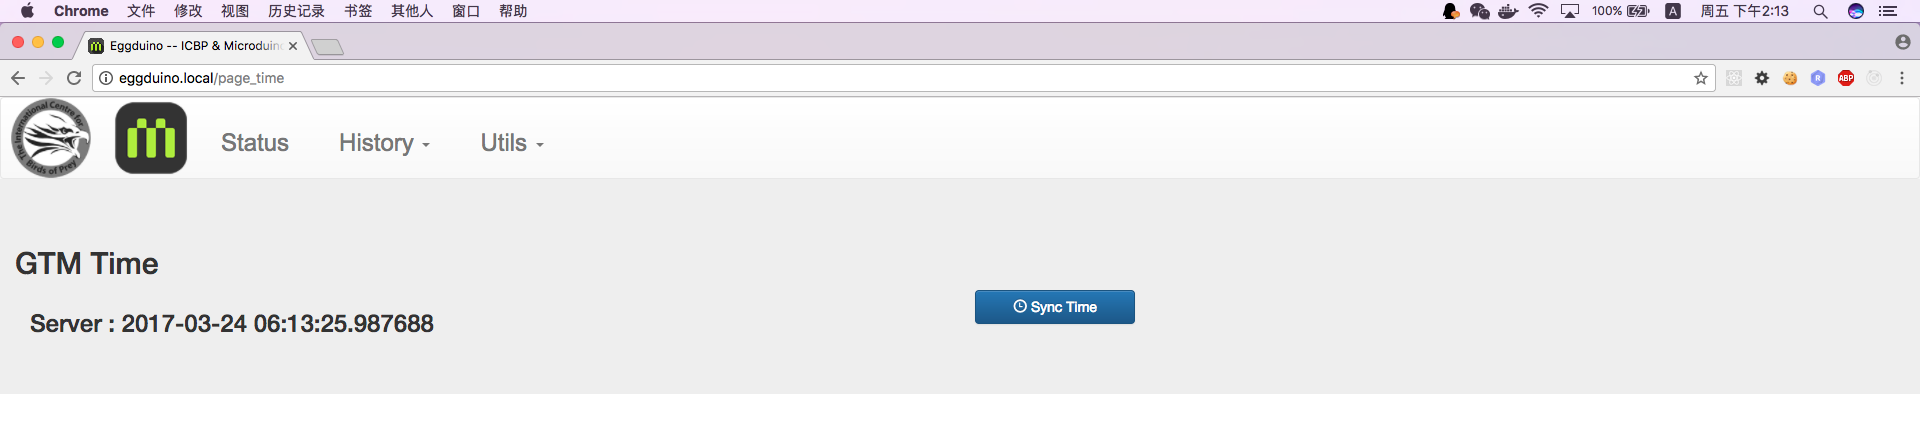 Chrome 文件 修改 视图 历史记录 书签 其他人 窗口 帮助 100% A 周五 下午2:13
Eggduino -- ICBP & Microduin
eggduino.local/page_time
R ABP
The International Centre for Birds of Prey
Status History Utils
GTM Time
Sync Time
Server : 2017-03-24 06:13:25.987688